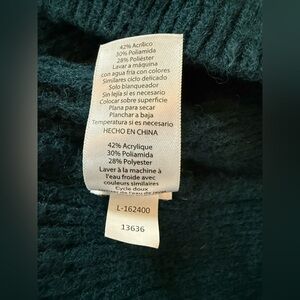 42% Acrílico
30% Poliamida
28% Poliéster
Lavar a máquina
con agua fría con colores
Similares ciclo delicado
Solo blanqueador
Sin lejía si es necesario
Colocar sobre superficie
Plana para secar
Planchar a baja
Temperatura si es necesario
HECHO EN CHINA
42% Acrylique
30% Poliamida
28% Polyester
Laver à la machine à
l'eau froide avec
couleurs similaires
Cycle doux
L-162400
13636